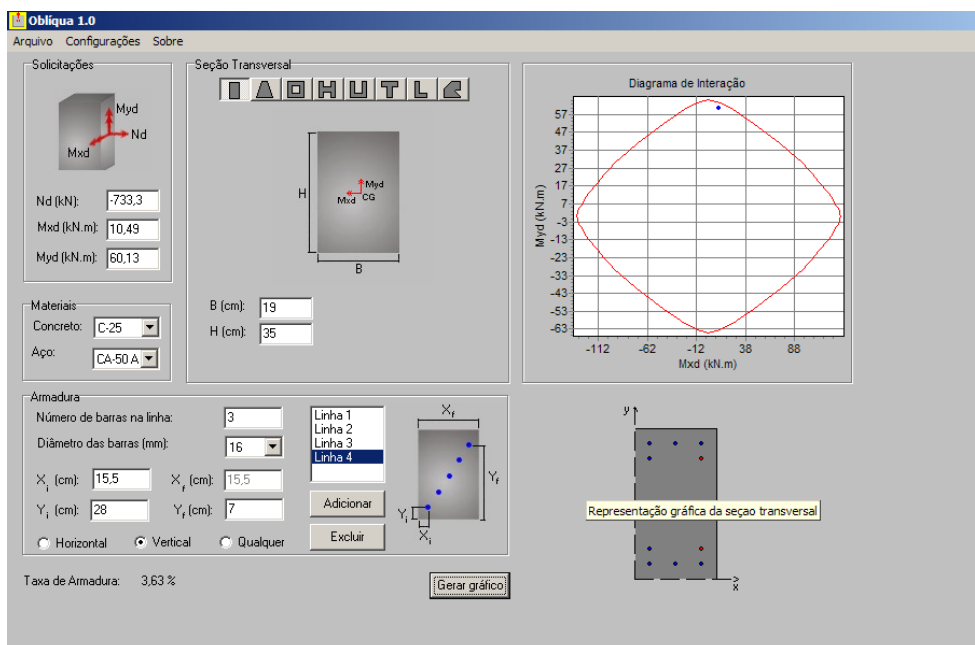 Oblíqua 1.0
Arquivo Configurações Sobre
Solicitações
Myd
Nd
Mxd
Nd (kN): -733,3
Mxd (kN.m): 10,49
Myd (kN.m): 60,13
Materiais
Concreto: C-25
Aço: CA-50 A
Seção Transversal
H
Myd
Mxd CG
B
B (cm): 19
H (cm): 35
Diagrama de Interação
57
47
37
27
17
7
-3
-13
-23
-33
-43
-53
-63
Myd (kN.m)
-112 -62 -12 38 88
Mxd (kN.m)
Armadura
Número de barras na linha: 3
Diâmetro das barras (mm): 16
Xi (cm): 15,5 Xf (cm): 15,5
Yi (cm): 28 Yf (cm): 7
Horizontal Vertical Qualquer
Linha 1
Linha 2
Linha 3
Linha 4
Adicionar
Excluir
Xf
Yf
Yi
Xi
Taxa de Armadura: 3,63 %
Gerar gráfico
y
Representação gráfica da seçao transversal
x